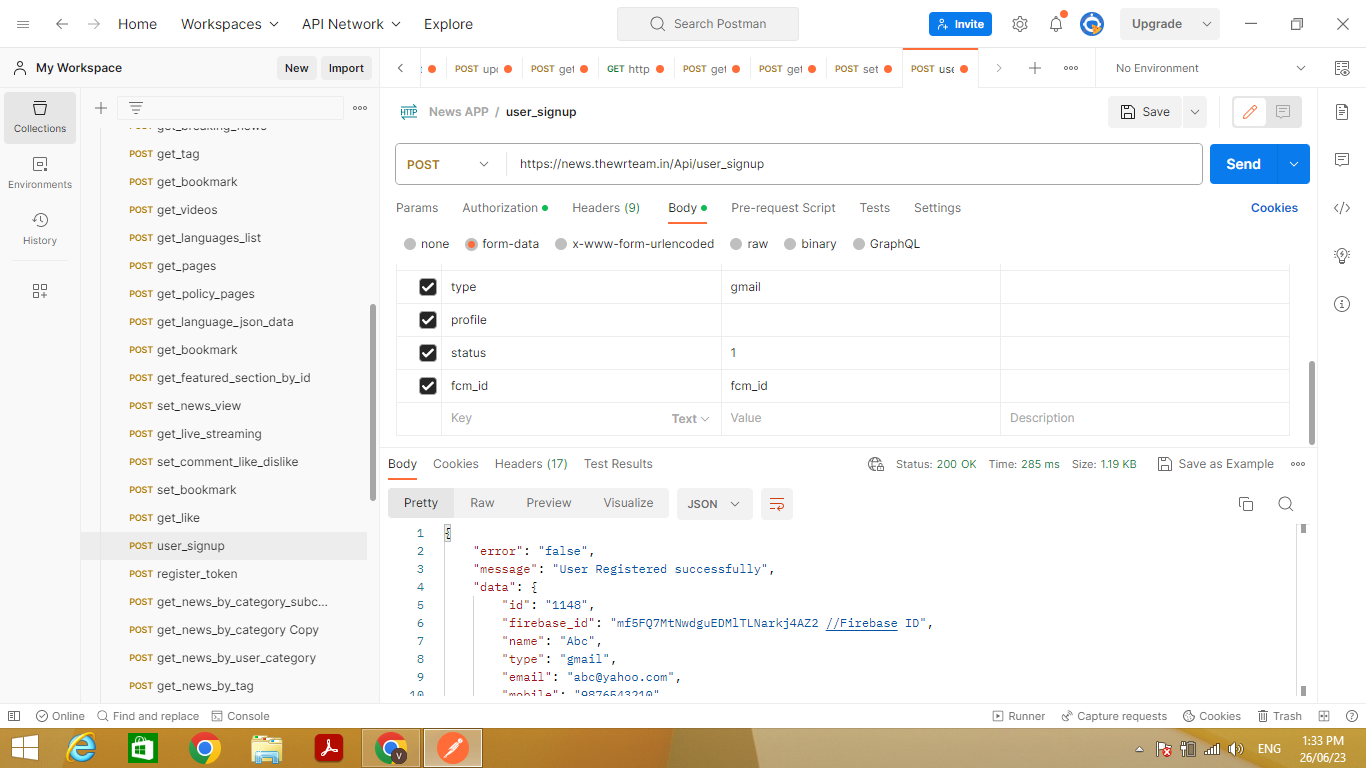 Home Workspaces API Network Explore Search Postman Invite Upgrade
My Workspace New Import
POST upc POST get GET http POST get POST get POST set POST use No Environment
Collections
Environments
History
get_breaking_news
POST get_tag
POST get_bookmark
POST get_videos
POST get_languages_list
POST get_pages
POST get_policy_pages
POST get_language_json_data
POST get_bookmark
POST get_featured_section_by_id
POST set_news_view
POST get_live_streaming
POST set_comment_like_dislike
POST set_bookmark
POST get_like
POST user_signup
POST register_token
POST get_news_by_category_subc...
POST get_news_by_category Copy
POST get_news_by_user_category
POST get_news_by_tag
HTTP News APP / user_signup Save
POST https://news.thewrteam.in/Api/user_signup Send
Params Authorization Headers (9) Body Pre-request Script Tests Settings Cookies
none form-data x-www-form-urlencoded raw binary GraphQL
type gmail
profile
status 1
fcm_id fcm_id
Key Text Value Description
Body Cookies Headers (17) Test Results Status: 200 OK Time: 285 ms Size: 1.19 KB Save as Example
Pretty Raw Preview Visualize JSON
1 {
2 "error": "false",
3 "message": "User Registered successfully",
4 "data": {
5 "id": "1148",
6 "firebase_id": "mf5FQ7MtNwdguEDMlTLNarkj4AZ2 //Firebase ID",
7 "name": "Abc",
8 "type": "gmail",
9 "email": "abc@yahoo.com",
10 "mobile": "9876543210"
Online Find and replace Console Runner Capture requests Cookies Trash
V ENG 1:33 PM
26/06/23